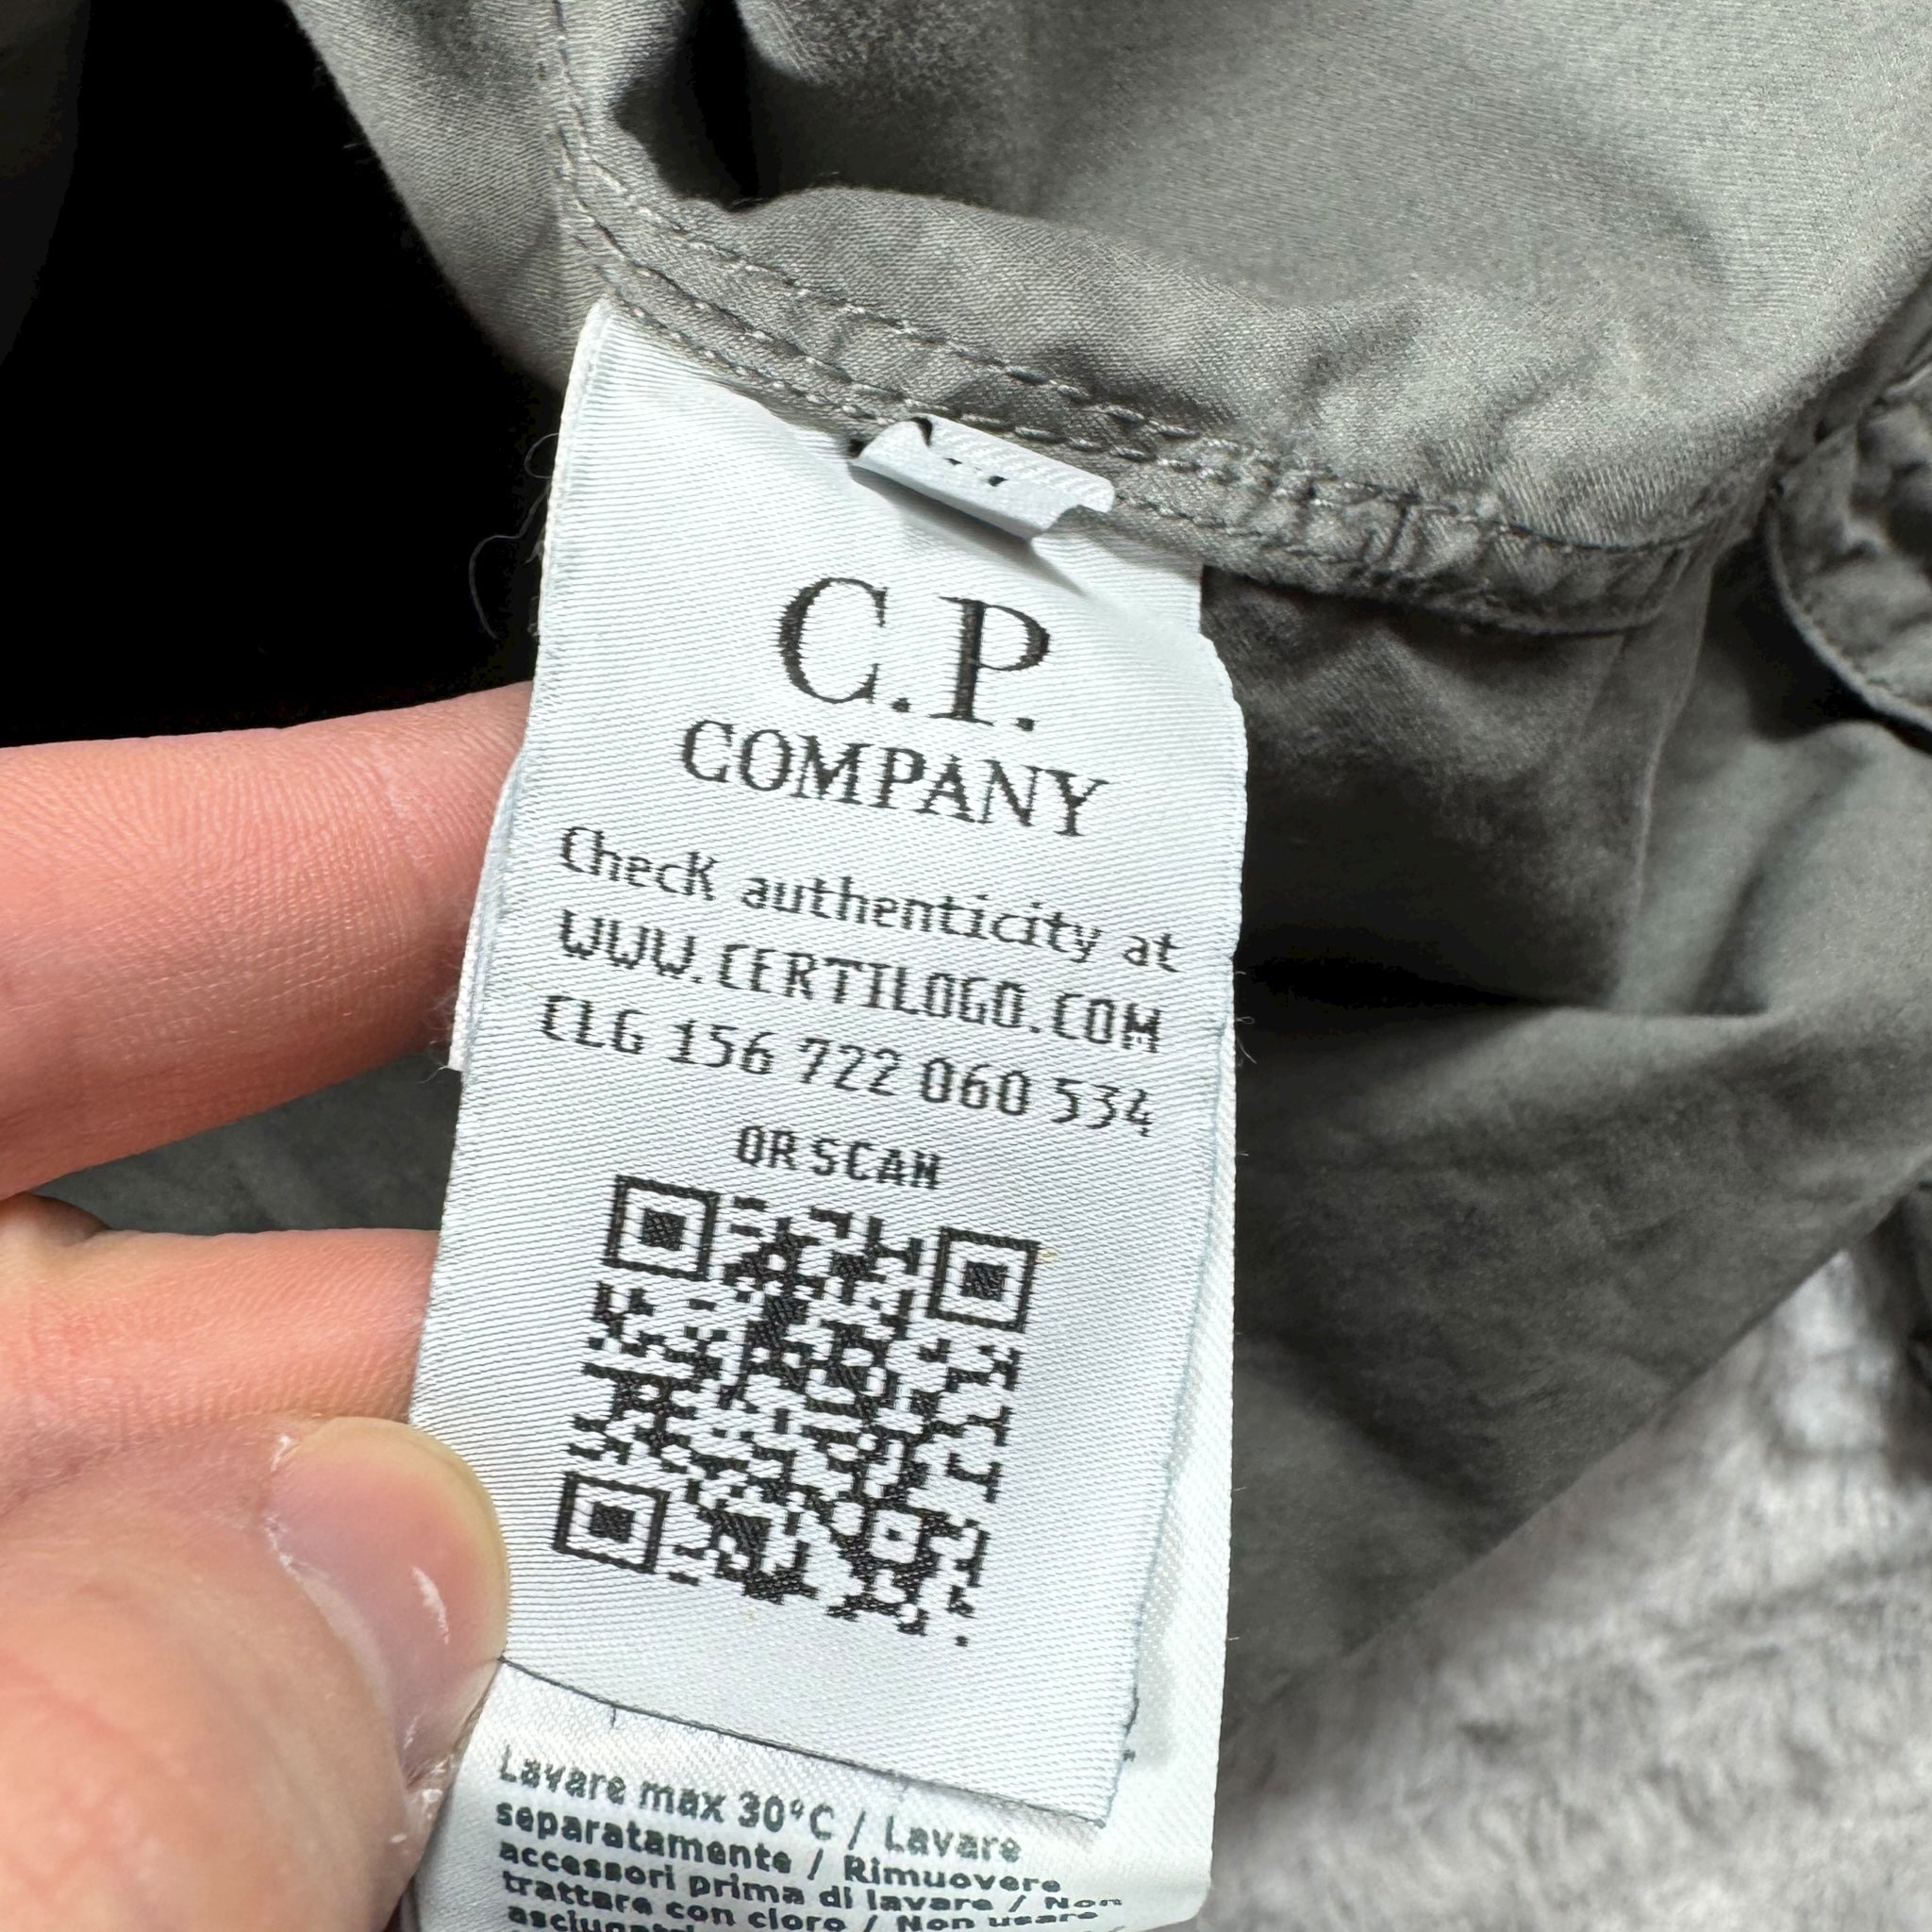 C.P.
COMPANY
Check authenticity at
WWW.CERTILOGO.COM
CLG 156 722 060 534
OR SCAN
Lavare max 30°C / Lavare
separatamente / Rimuovere
accessori prima di lavare / Non
trattare con cloro / Non usare